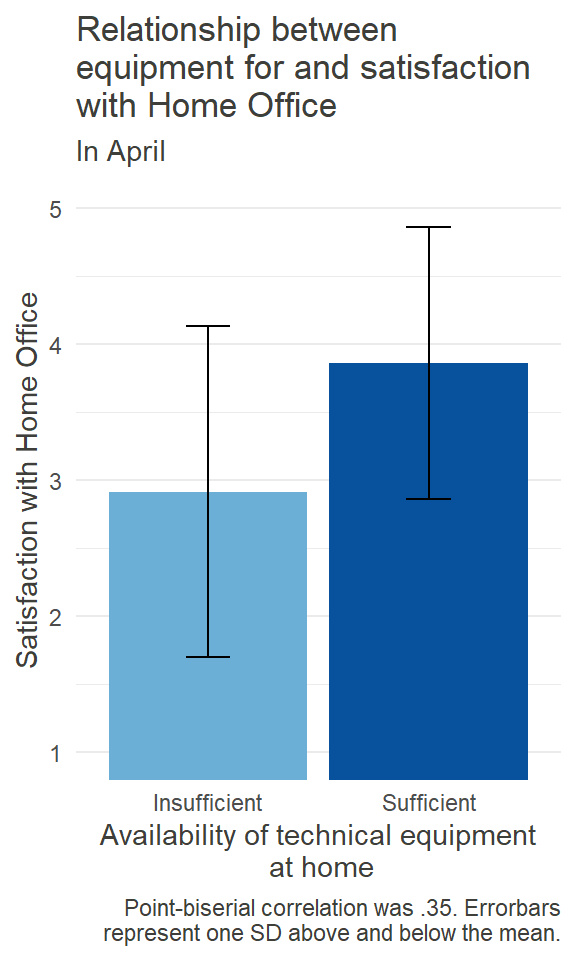 Relationship between
equipment for and satisfaction
with Home Office
In April
Satisfaction with Home Office
5
4
3
2
1
Insufficient
Sufficient
Availability of technical equipment
at home
Point-biserial correlation was .35. Errorbars
represent one SD above and below the mean.